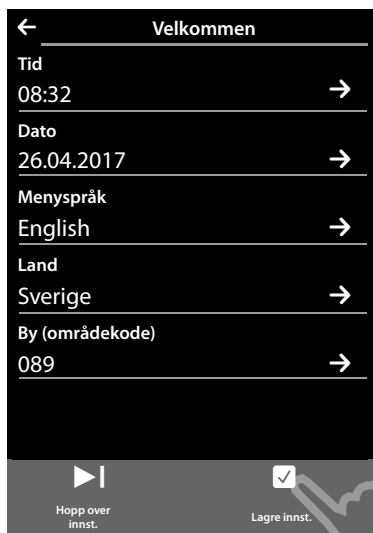 Velkommen
Tid
08:32
Dato
26.04.2017
Menyspråk
English
Land
Sverige
By (områdekode)
089
Hopp over
innst.
Lagre innst.